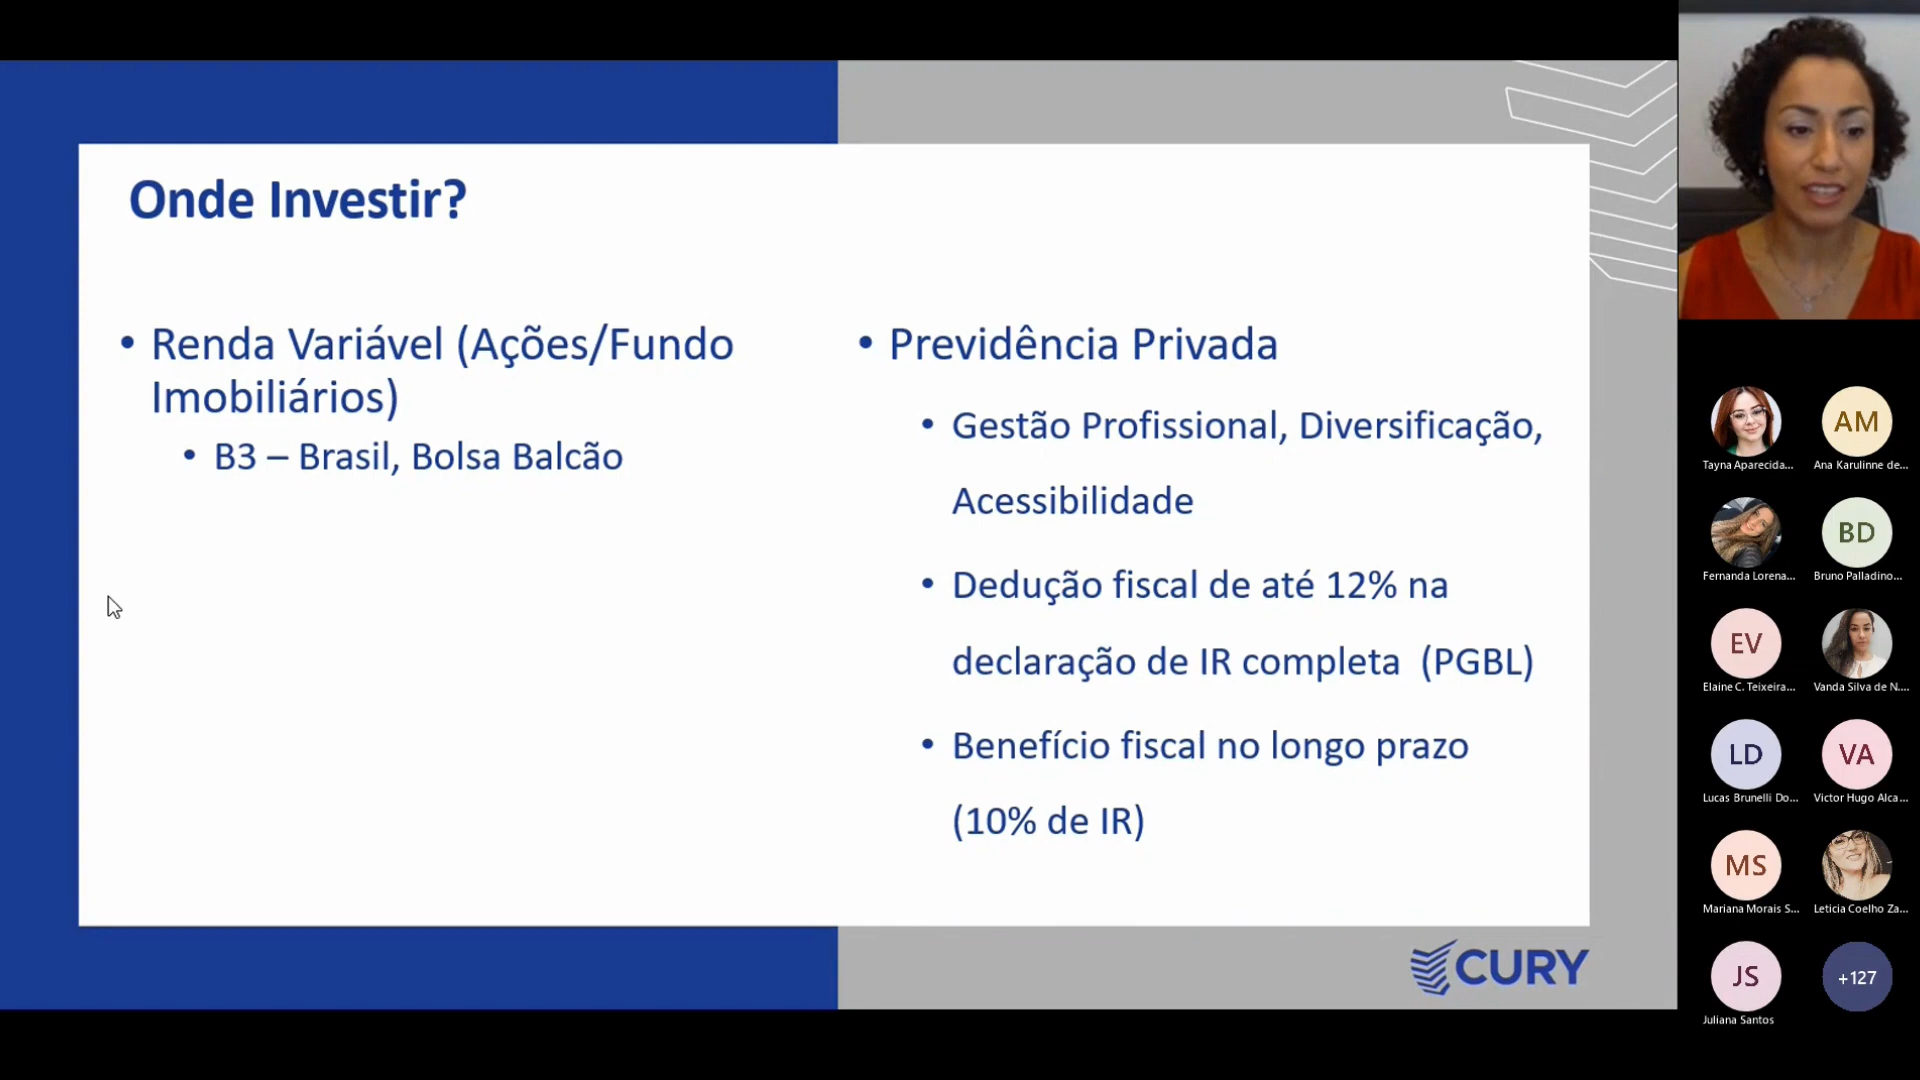 Onde Investir?
• Renda Variável (Ações/Fundo
Imobiliários)
• B3 – Brasil, Bolsa Balcão
• Previdência Privada
• Gestão Profissional, Diversificação,
Acessibilidade
• Dedução fiscal de até 12% na
declaração de IR completa (PGBL)
• Benefício fiscal no longo prazo
(10% de IR)
CURY
Tayna Aparecida...
AM
Ana Karulinne de...
Fernanda Lorena...
BD
Bruno Palladino...
EV
Elaine C. Teixeira...
Vanda Silva de N....
LD
Lucas Brunelli Do...
VA
Victor Hugo Alca...
MS
Mariana Morais S...
Leticia Coelho Za...
JS
Juliana Santos
+127